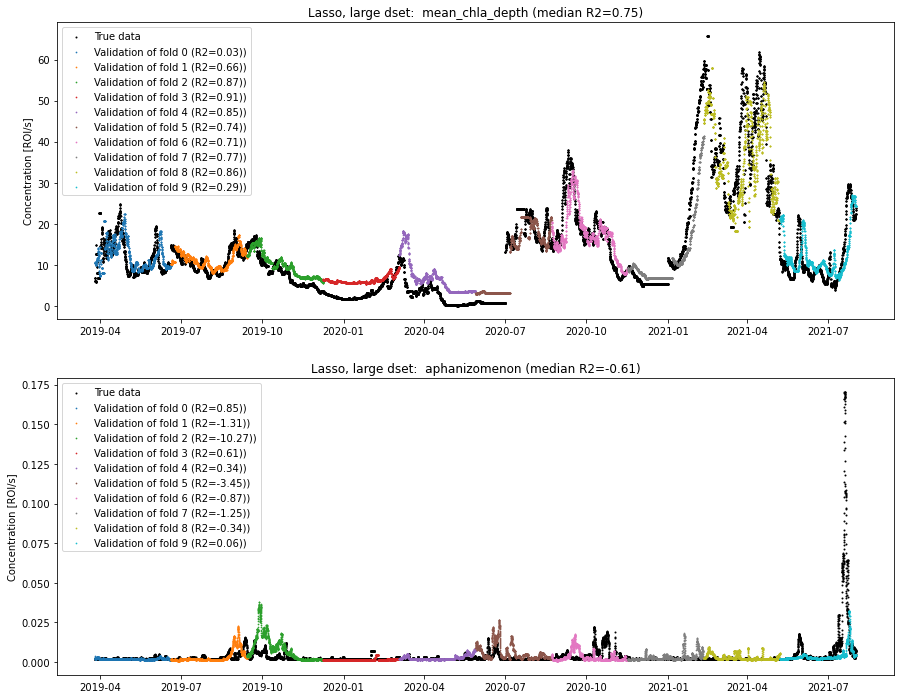 Lasso, large dset:  mean_chla_depth (median R2=0.75)
Concentration [ROI/s]
60
50
40
30
20
10
0
True data
Validation of fold 0 (R2=0.03))
Validation of fold 1 (R2=0.66))
Validation of fold 2 (R2=0.87))
Validation of fold 3 (R2=0.91))
Validation of fold 4 (R2=0.85))
Validation of fold 5 (R2=0.74))
Validation of fold 6 (R2=0.71))
Validation of fold 7 (R2=0.77))
Validation of fold 8 (R2=0.86))
Validation of fold 9 (R2=0.29))
2019-04 2019-07 2019-10 2020-01 2020-04 2020-07 2020-10 2021-01 2021-04 2021-07
Lasso, large dset:  aphanizomenon (median R2=-0.61)
Concentration [ROI/s]
0.175
0.150
0.125
0.100
0.075
0.050
0.025
0.000
True data
Validation of fold 0 (R2=0.85))
Validation of fold 1 (R2=-1.31))
Validation of fold 2 (R2=-10.27))
Validation of fold 3 (R2=0.61))
Validation of fold 4 (R2=0.34))
Validation of fold 5 (R2=-3.45))
Validation of fold 6 (R2=-0.87))
Validation of fold 7 (R2=-1.25))
Validation of fold 8 (R2=-0.34))
Validation of fold 9 (R2=0.06))
2019-04 2019-07 2019-10 2020-01 2020-04 2020-07 2020-10 2021-01 2021-04 2021-07